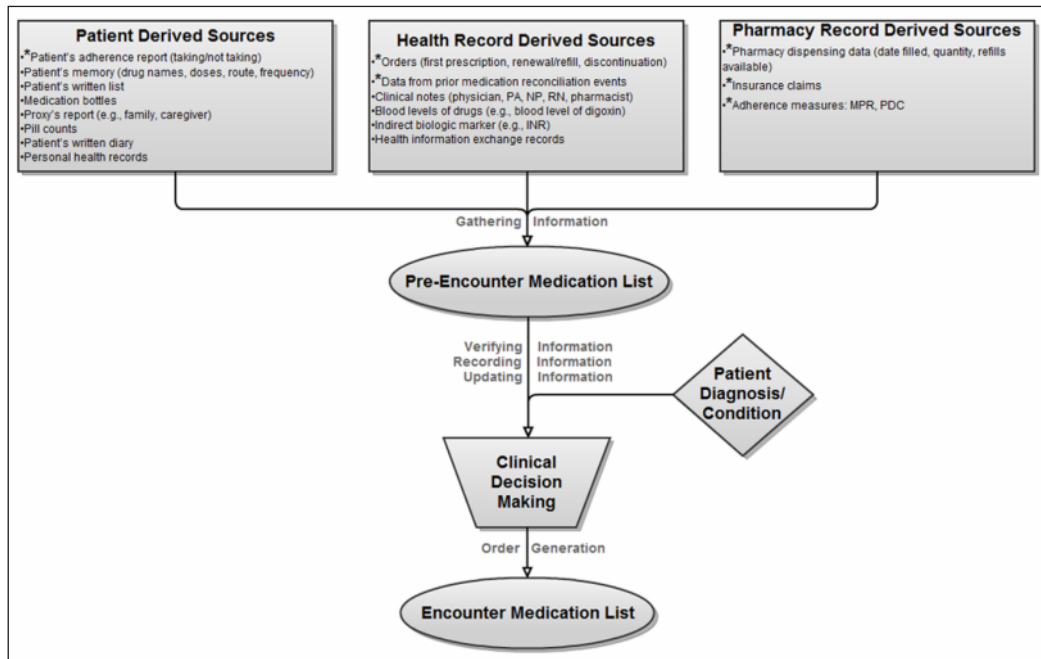 Patient Derived Sources
•*Patient's adherence report (taking/not taking)
•Patient's memory (drug names, doses, route, frequency)
•Patient's written list
•Medication bottles
•Proxy's report (e.g., family, caregiver)
•Pill counts
•Patient's written diary
•Personal health records
Health Record Derived Sources
•*Orders (first prescription, renewal/refill, discontinuation)
•*Data from prior medication reconciliation events
•Clinical notes (physician, PA, NP, RN, pharmacist)
•Blood levels of drugs (e.g., blood level of digoxin)
•Indirect biologic marker (e.g., INR)
•Health information exchange records
Pharmacy Record Derived Sources
•*Pharmacy dispensing data (date filled, quantity, refills
available)
•*Insurance claims
•*Adherence measures: MPR, PDC
Gathering Information
Pre-Encounter Medication List
Verifying Information
Recording Information
Updating Information
Patient
Diagnosis/
Condition
Clinical
Decision
Making
Order Generation
Encounter Medication List